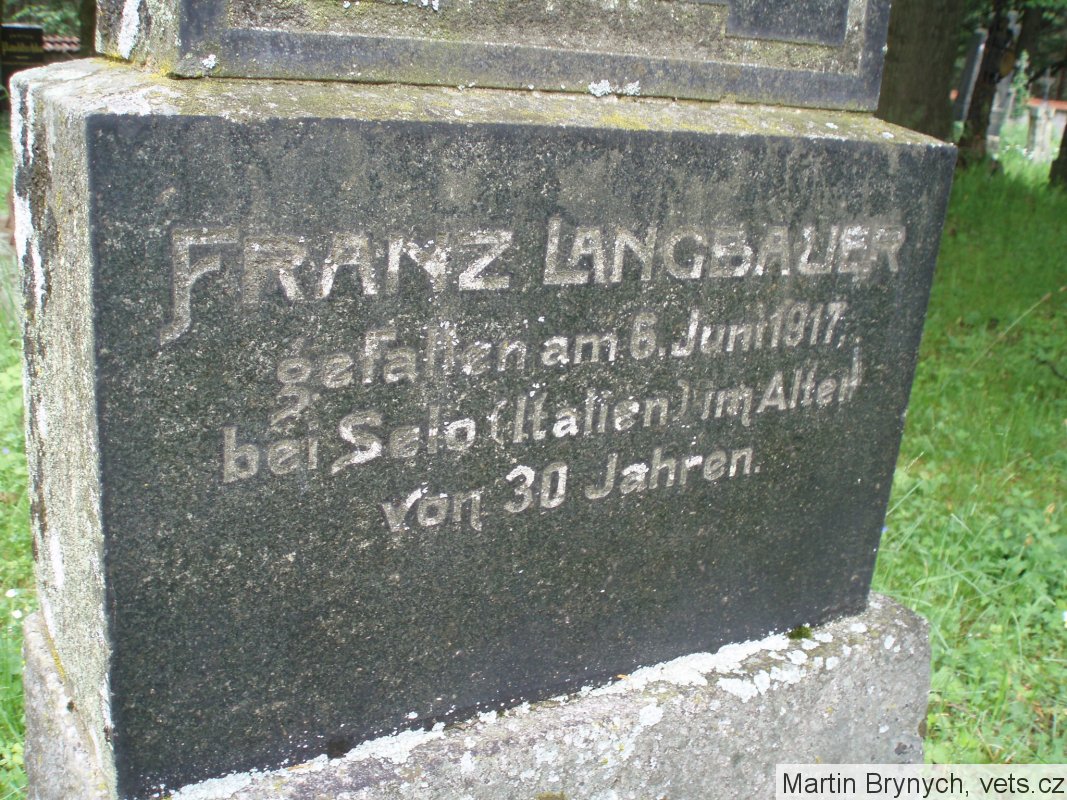 FRANZ LANGBAUER
gefallen am 6. Juni 1917,
bei Selo (Italien) im Alter
von 30 Jahren.
Martin Brynych, vets.cz